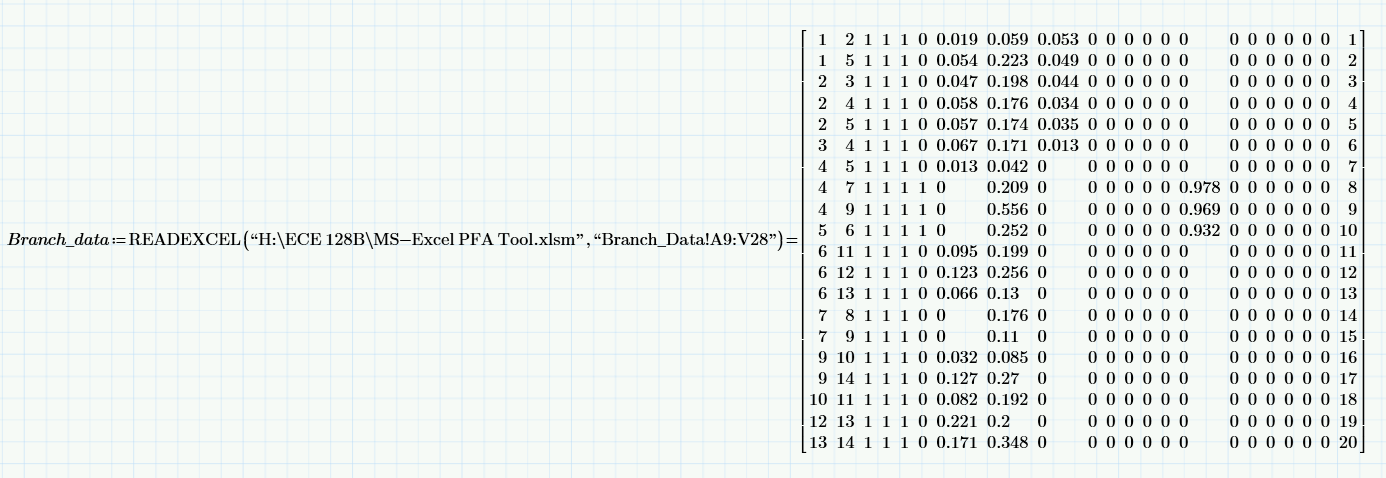 1 2 1 1 1 0 0.019 0.059 0.053 0 0 0 0 0 0 0 0 0 0 0 0 1
1 5 1 1 1 0 0.054 0.223 0.049 0 0 0 0 0 0 0 0 0 0 0 0 2
2 3 1 1 1 0 0.047 0.198 0.044 0 0 0 0 0 0 0 0 0 0 0 0 3
2 4 1 1 1 0 0.058 0.176 0.034 0 0 0 0 0 0 0 0 0 0 0 0 4
2 5 1 1 1 0 0.057 0.174 0.035 0 0 0 0 0 0 0 0 0 0 0 0 5
3 4 1 1 1 0 0.067 0.171 0.013 0 0 0 0 0 0 0 0 0 0 0 0 6
4 5 1 1 1 0 0.013 0.042 0 0 0 0 0 0 0 0 0 0 0 0 0 7
4 7 1 1 1 1 0 0.209 0 0 0 0 0 0 0.978 0 0 0 0 0 0 8
4 9 1 1 1 1 0 0.556 0 0 0 0 0 0 0.969 0 0 0 0 0 0 9
Branch_data:=READEXCEL(“H:\ECE 128B\MS–Excel PFA Tool.xlsm”,“Branch_Data!A9:V28”)= 5 6 1 1 1 1 0 0.252 0 0 0 0 0 0 0.932 0 0 0 0 0 0 10
6 11 1 1 1 0 0.095 0.199 0 0 0 0 0 0 0 0 0 0 0 0 0 11
6 12 1 1 1 0 0.123 0.256 0 0 0 0 0 0 0 0 0 0 0 0 0 12
6 13 1 1 1 0 0.066 0.13 0 0 0 0 0 0 0 0 0 0 0 0 0 13
7 8 1 1 1 0 0 0.176 0 0 0 0 0 0 0 0 0 0 0 0 0 14
7 9 1 1 1 0 0 0.11 0 0 0 0 0 0 0 0 0 0 0 0 0 15
9 10 1 1 1 0 0.032 0.085 0 0 0 0 0 0 0 0 0 0 0 0 0 16
9 14 1 1 1 0 0.127 0.27 0 0 0 0 0 0 0 0 0 0 0 0 0 17
10 11 1 1 1 0 0.082 0.192 0 0 0 0 0 0 0 0 0 0 0 0 0 18
12 13 1 1 1 0 0.221 0.2 0 0 0 0 0 0 0 0 0 0 0 0 0 19
13 14 1 1 1 0 0.171 0.348 0 0 0 0 0 0 0 0 0 0 0 0 0 20